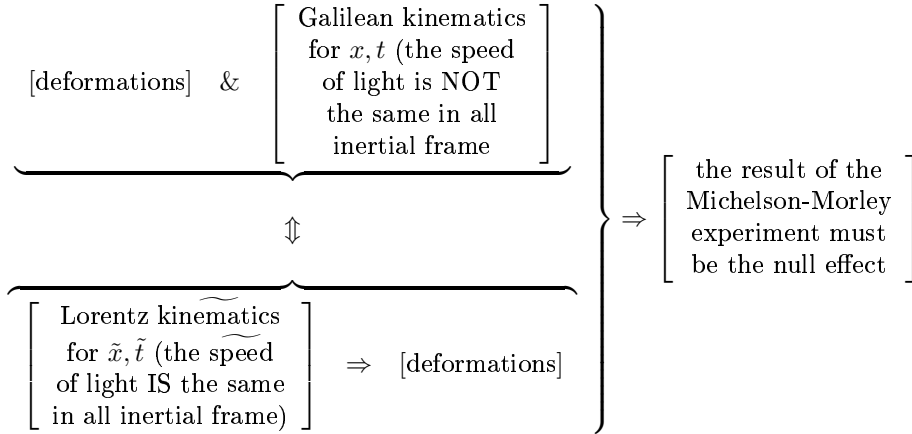 [deformations] & [Galilean kinematics
for x, t (the speed
of light is NOT
the same in all
inertial frame]
⇕
[Lorentz kinematics
for x̃, t̃ (the speed
of light IS the same
in all inertial frame)]
⇒ [deformations]
⇒ [the result of the
Michelson-Morley
experiment must
be the null effect]